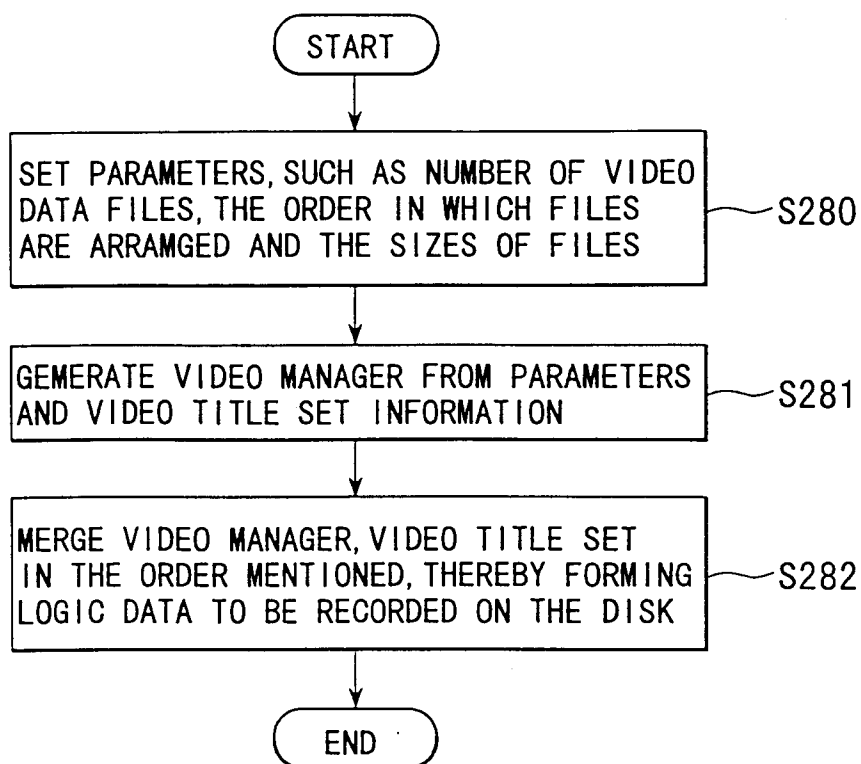 START
SET PARAMETERS, SUCH AS NUMBER OF VIDEO
DATA FILES, THE ORDER IN WHICH FILES
ARE ARRAMGED AND THE SIZES OF FILES
S280
GEMERATE VIDEO MANAGER FROM PARAMETERS
AND VIDEO TITLE SET INFORMATION
S281
MERGE VIDEO MANAGER, VIDEO TITLE SET
IN THE ORDER MENTIONED, THEREBY FORMING
LOGIC DATA TO BE RECORDED ON THE DISK
S282
END